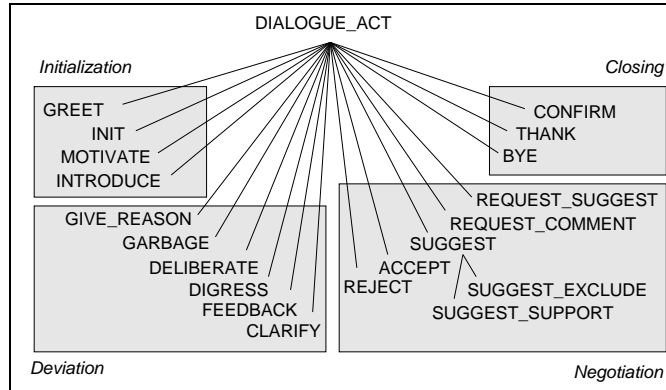 DIALOGUE_ACT
Initialization
GREET
INIT
MOTIVATE
INTRODUCE
Closing
CONFIRM
THANK
BYE
GIVE_REASON
GARBAGE
DELIBERATE
DIGRESS
FEEDBACK
CLARIFY
Deviation
REQUEST_SUGGEST
REQUEST_COMMENT
SUGGEST
ACCEPT
REJECT
SUGGEST_EXCLUDE
SUGGEST_SUPPORT
Negotiation